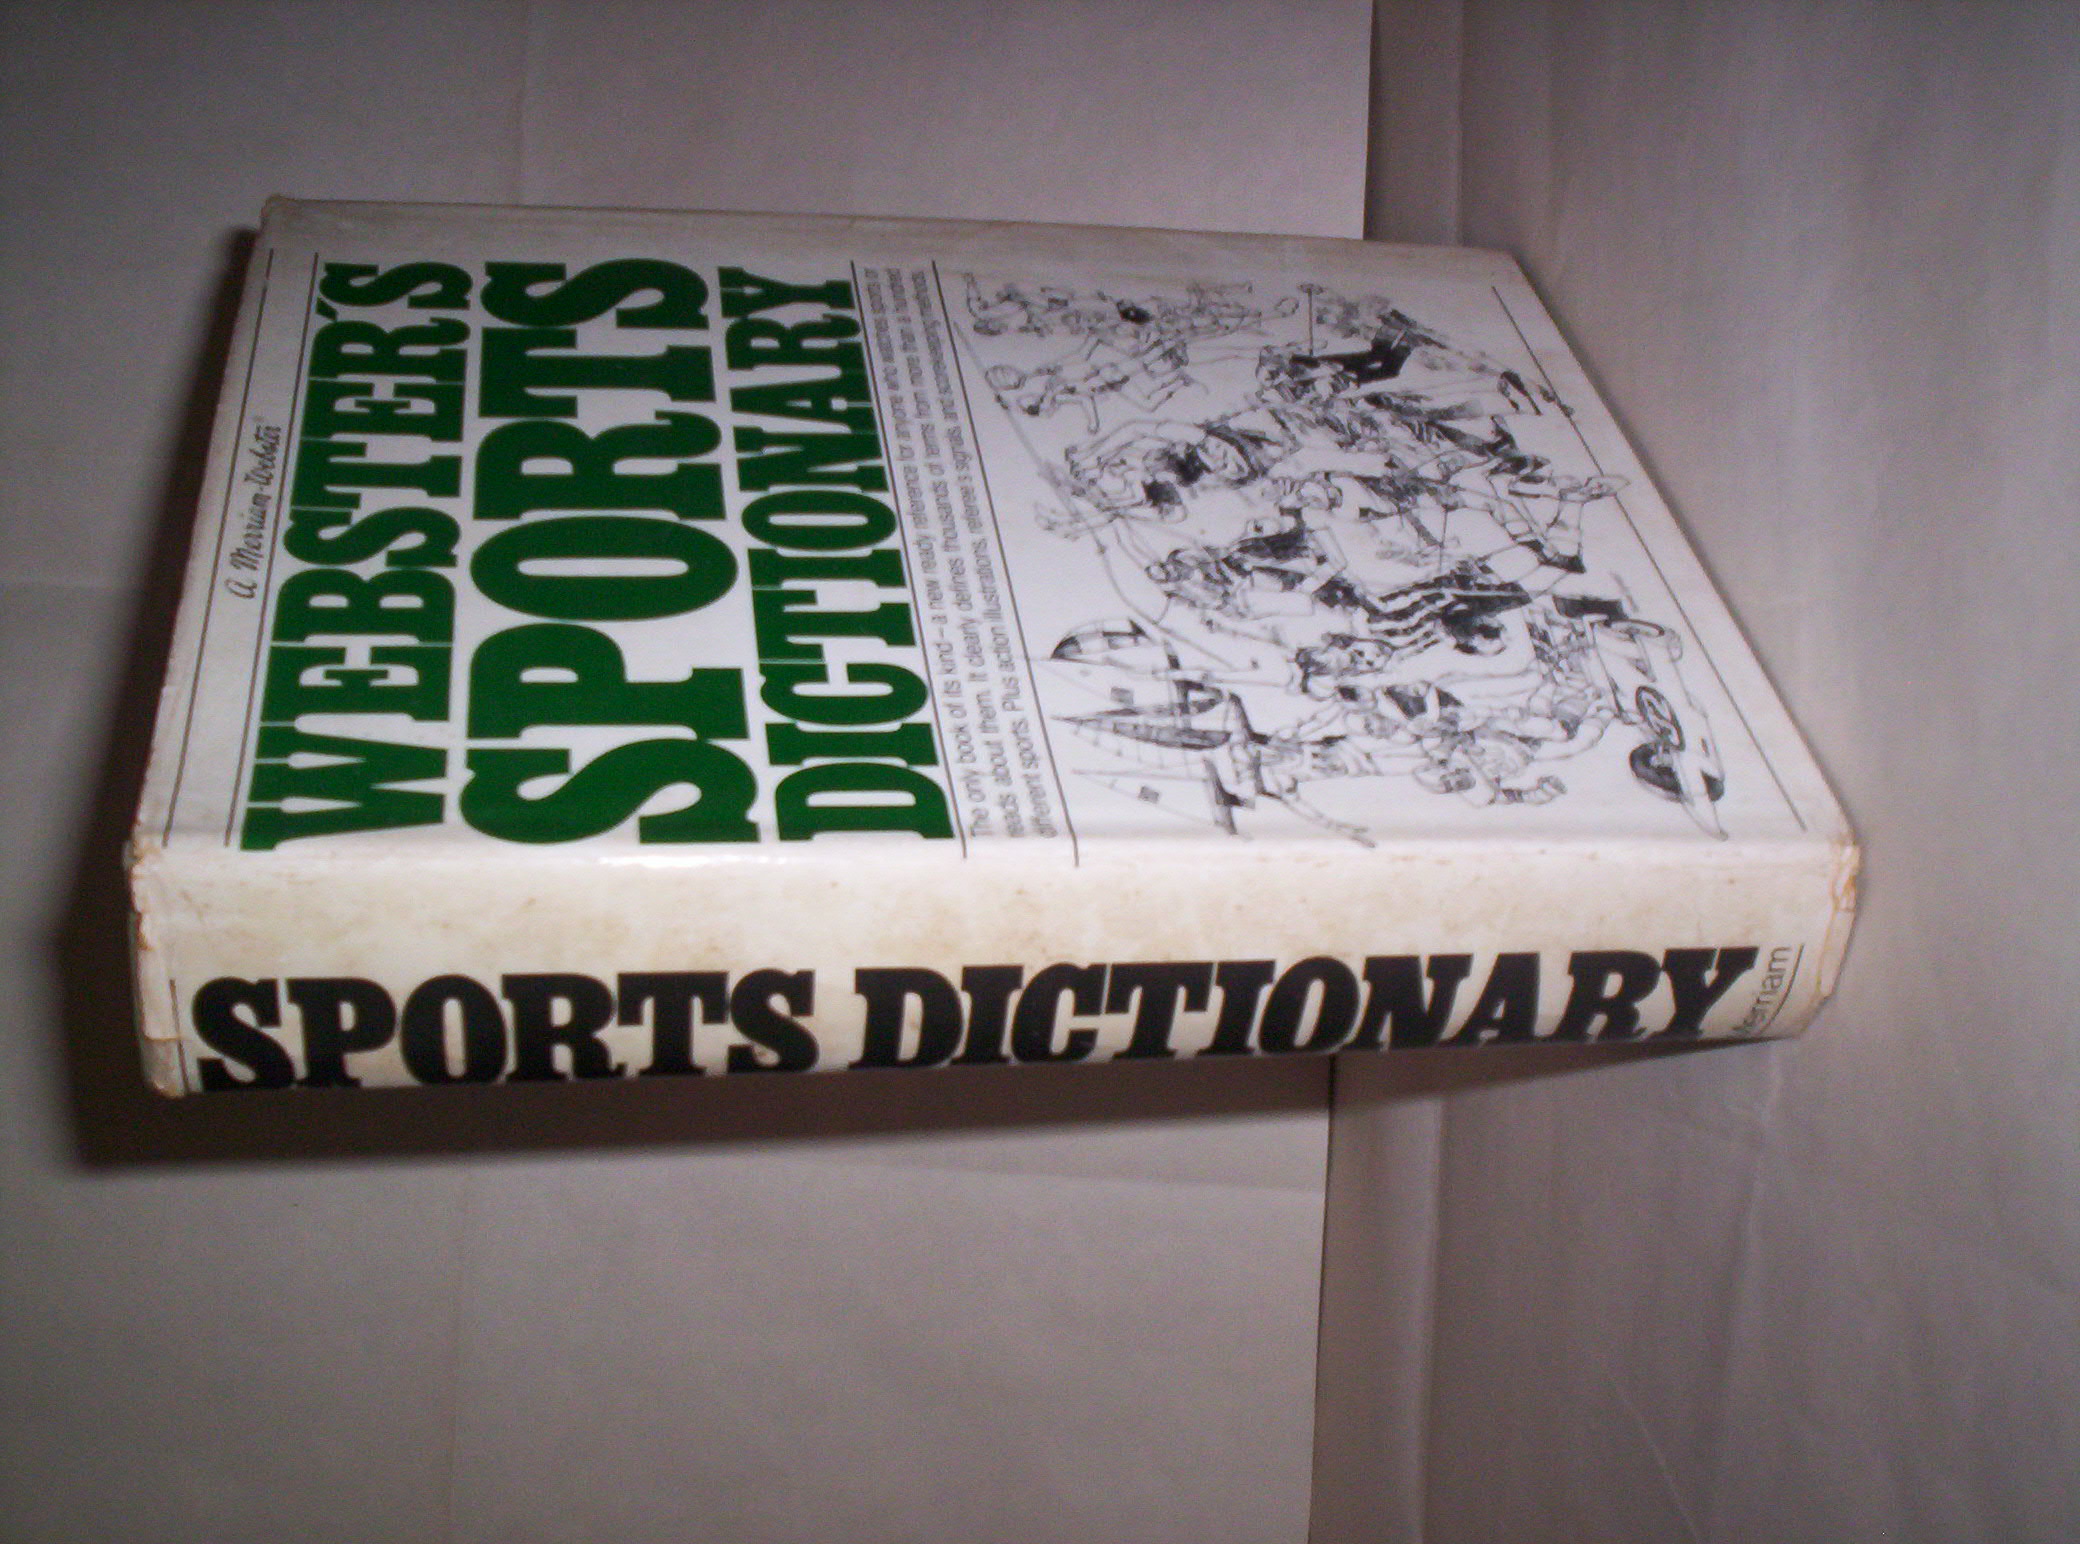 A Merriam-Webster®
WEBSTER'S
SPORTS
DICTIONARY
The only book of its kind – a new ready reference for anyone who watches sports or
reads about them. It clearly defines thousands of terms from more than a hundred
different sports. Plus action illustrations, referee's signals, and scorekeeping methods.
SPORTS DICTIONARY
Merriam